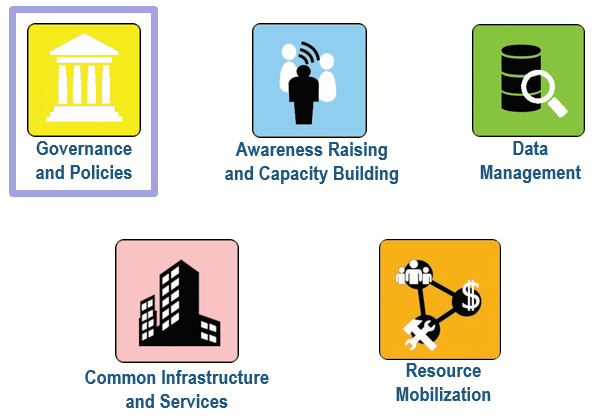 Governance
and Policies
Awareness Raising
and Capacity Building
Data
Management
$
Common Infrastructure
and Services
Resource
Mobilization